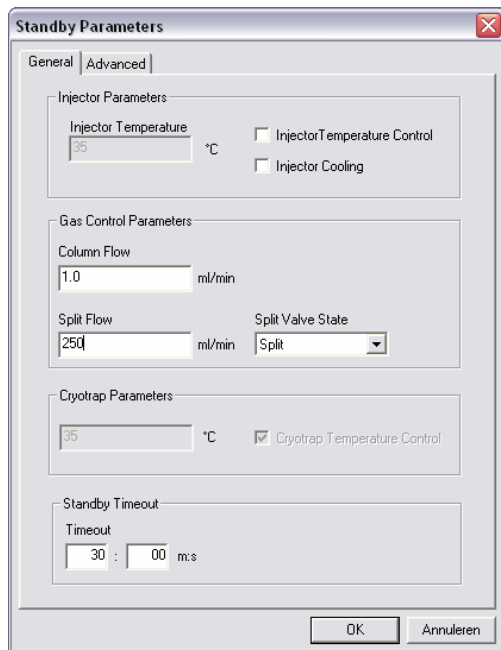 Standby Parameters
General Advanced
Injector Parameters
Injector Temperature
35 °C
InjectorTemperature Control
Injector Cooling
Gas Control Parameters
Column Flow
1.0 ml/min
Split Flow Split Valve State
250 ml/min Split
Cryotrap Parameters
35 °C Cryotrap Temperature Control
Standby Timeout
Timeout
30 : 00 m:s
OK Annuleren